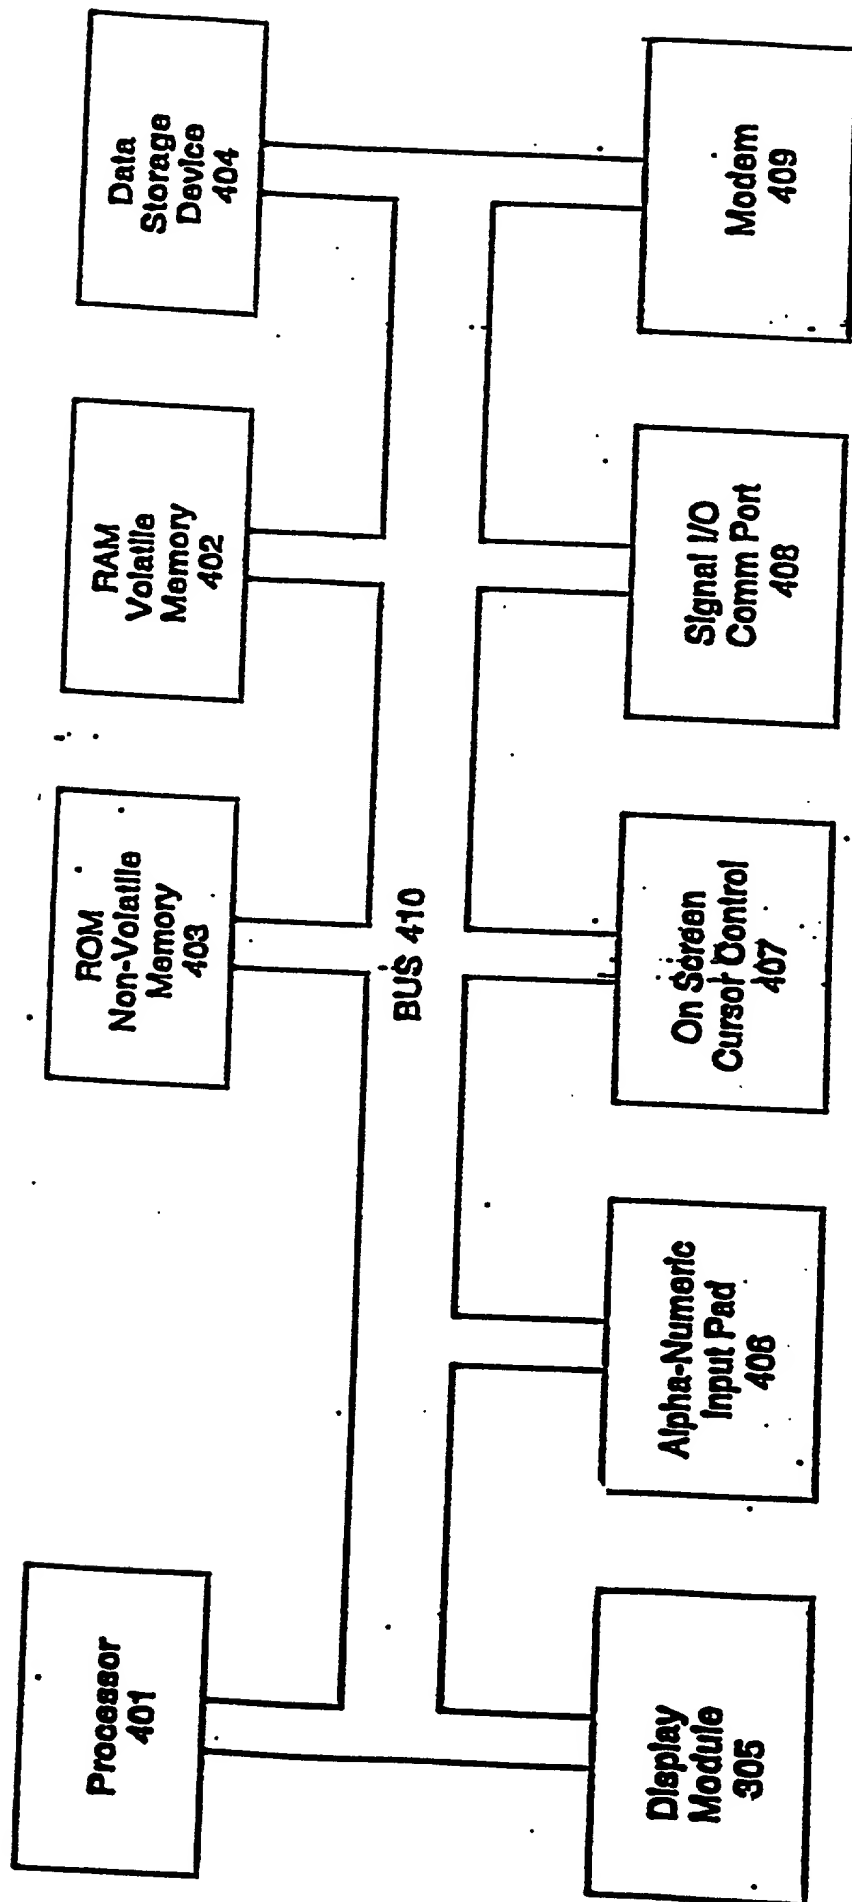 Processor
401
ROM
Non-Volatile
Memory
403
RAM
Volatile
Memory
402
Data
Storage
Device
404
BUS 410
Display
Module
305
Alpha-Numeric
Input Pad
406
On Screen
Cursor Control
407
Signal I/O
Comm Port
408
Modem
409